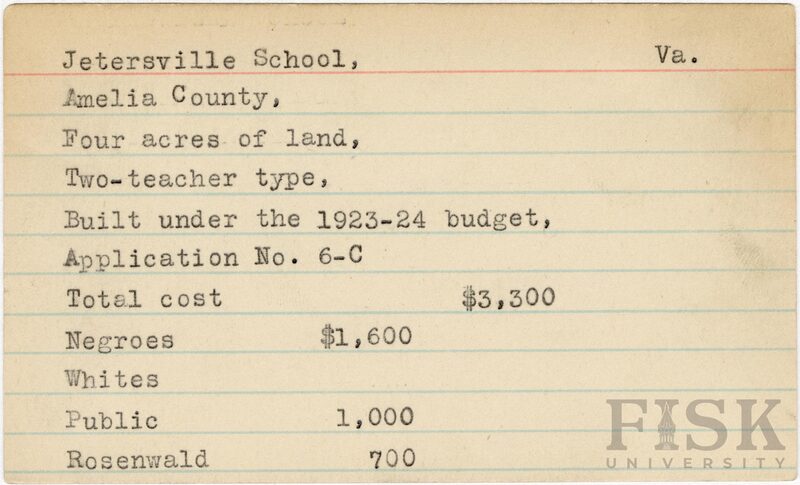 Jetersville School, Va.
Amelia County,
Four acres of land,
Two-teacher type,
Built under the 1923-24 budget,
Application No. 6-C
Total cost $3,300
Negroes $1,600
Whites
Public 1,000
Rosenwald 700
FISK
UNIVERSITY